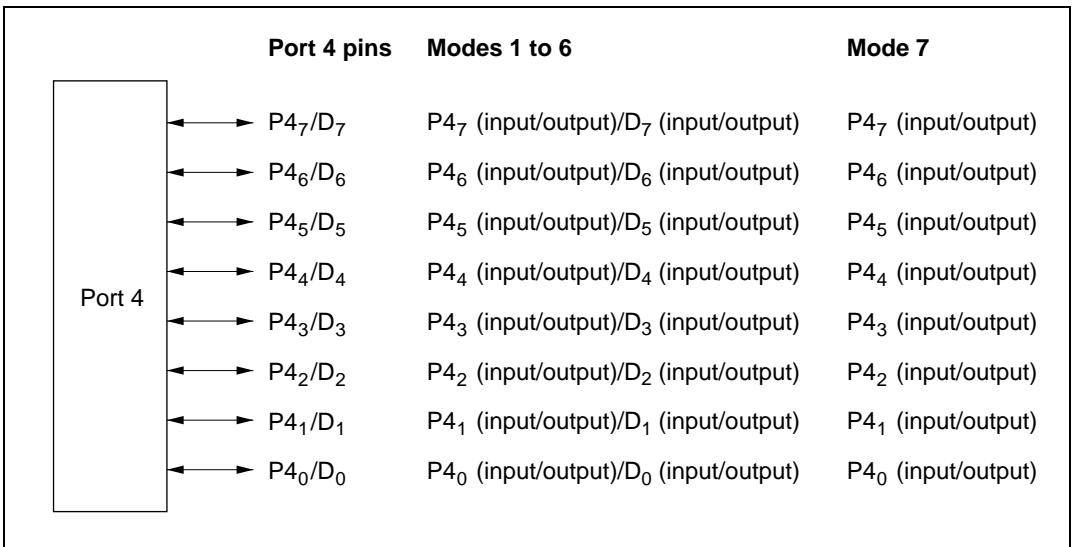 Port 4 pins Modes 1 to 6 Mode 7
P4₇/D₇ P4₇ (input/output)/D₇ (input/output) P4₇ (input/output)
P4₆/D₆ P4₆ (input/output)/D₆ (input/output) P4₆ (input/output)
P4₅/D₅ P4₅ (input/output)/D₅ (input/output) P4₅ (input/output)
P4₄/D₄ P4₄ (input/output)/D₄ (input/output) P4₄ (input/output)
Port 4
P4₃/D₃ P4₃ (input/output)/D₃ (input/output) P4₃ (input/output)
P4₂/D₂ P4₂ (input/output)/D₂ (input/output) P4₂ (input/output)
P4₁/D₁ P4₁ (input/output)/D₁ (input/output) P4₁ (input/output)
P4₀/D₀ P4₀ (input/output)/D₀ (input/output) P4₀ (input/output)